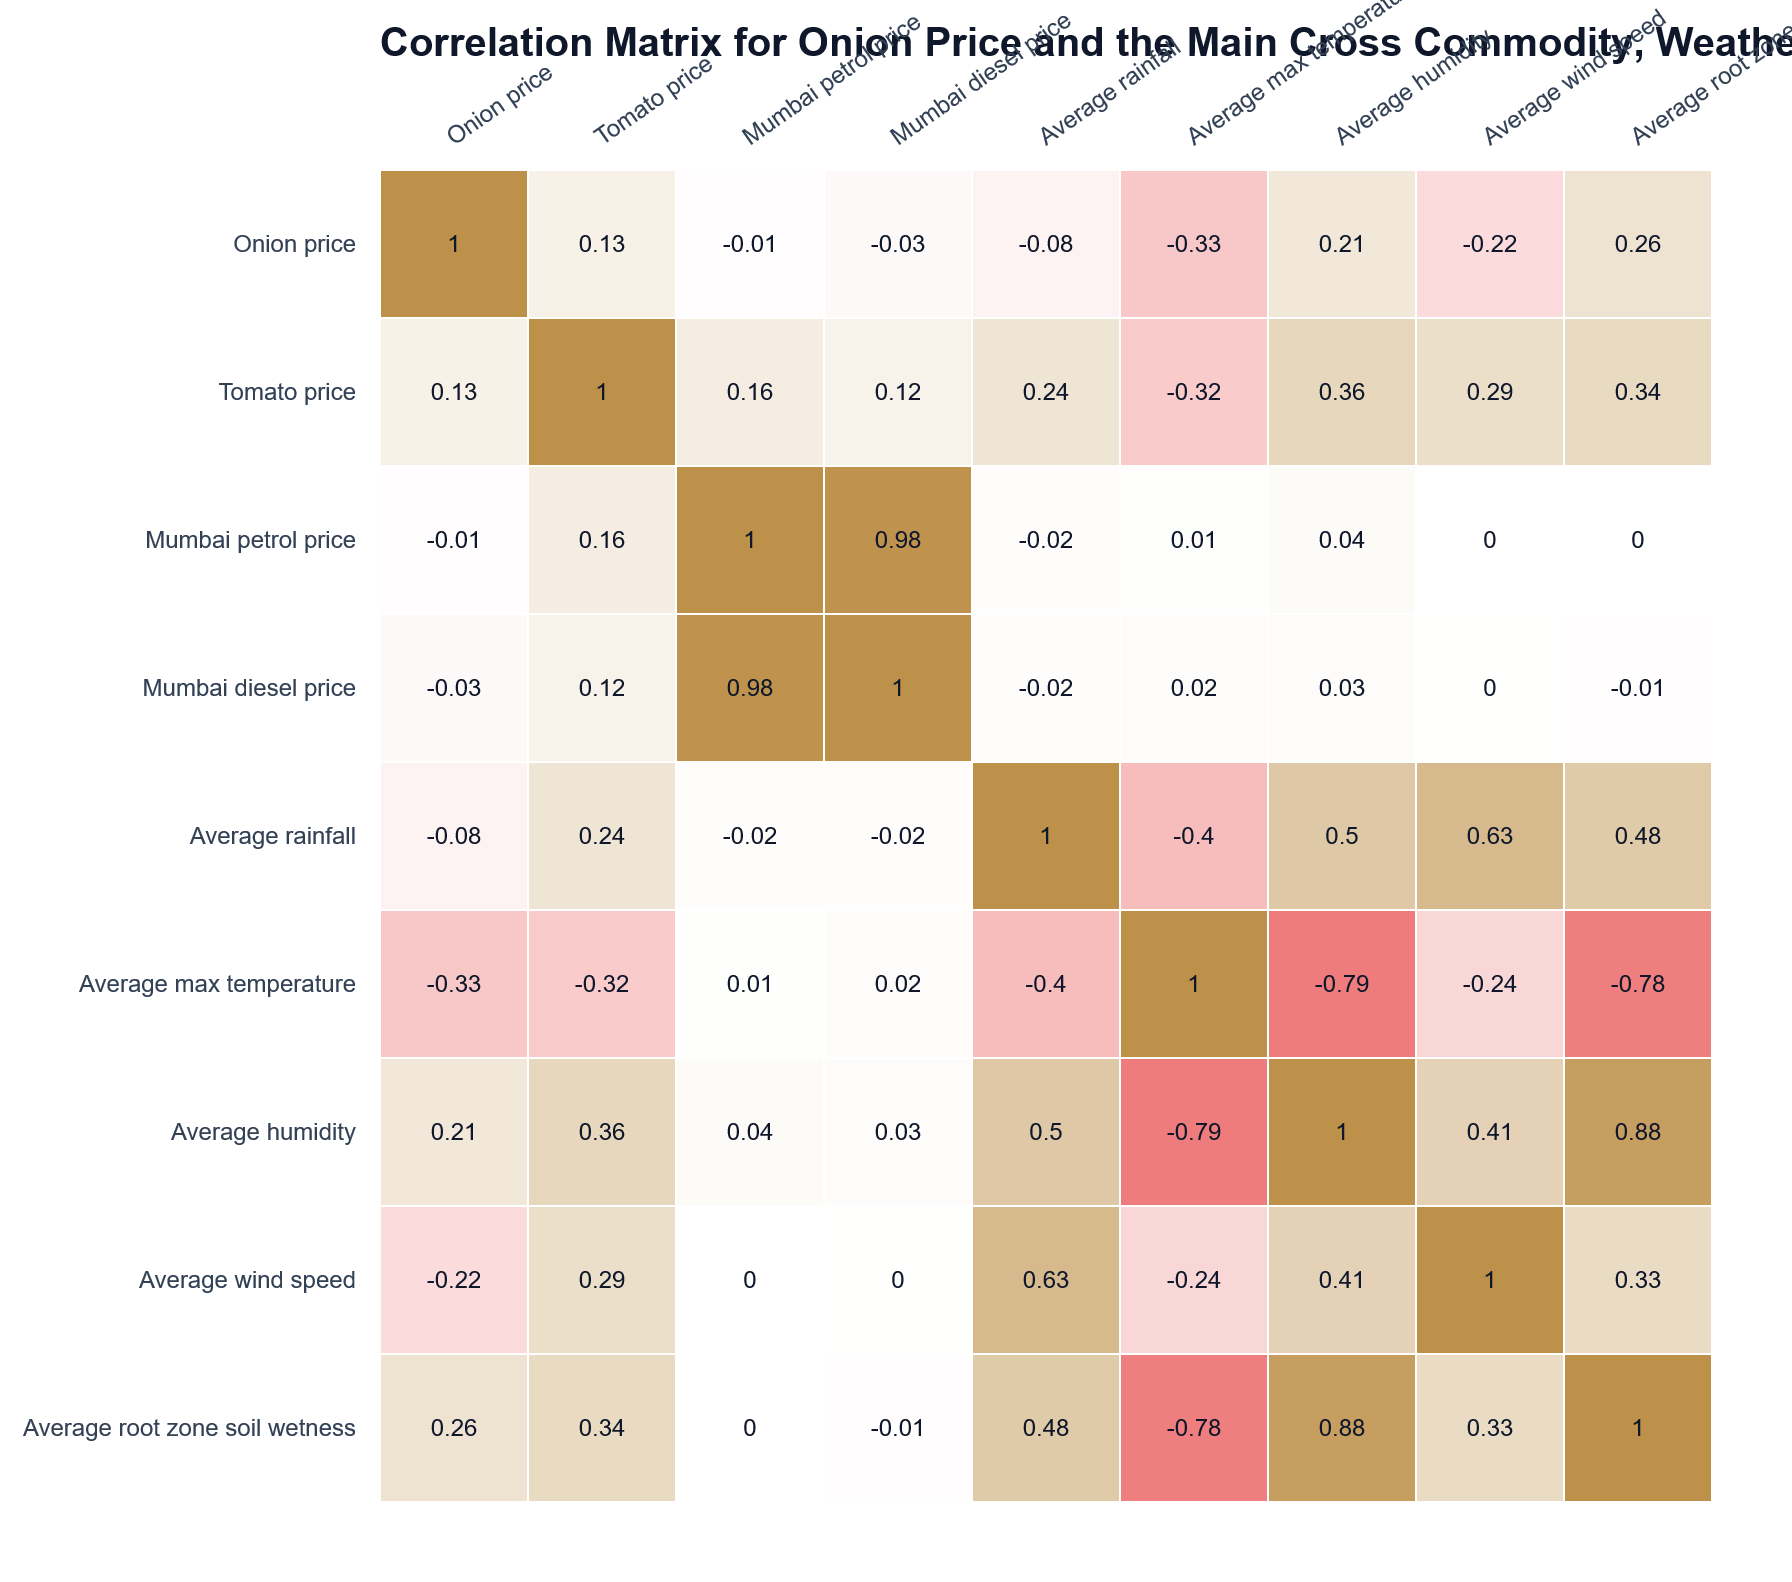 Correlation Matrix for Onion Price and the Main Cross Commodity, Weathe
Onion price
Tomato price
Mumbai petrol price
Mumbai diesel price
Average rainfall
Average max temperatu
Average humidity
Average wind speed
Average root zone
Onion price 1 0.13 -0.01 -0.03 -0.08 -0.33 0.21 -0.22 0.26
Tomato price 0.13 1 0.16 0.12 0.24 -0.32 0.36 0.29 0.34
Mumbai petrol price -0.01 0.16 1 0.98 -0.02 0.01 0.04 0 0
Mumbai diesel price -0.03 0.12 0.98 1 -0.02 0.02 0.03 0 -0.01
Average rainfall -0.08 0.24 -0.02 -0.02 1 -0.4 0.5 0.63 0.48
Average max temperature -0.33 -0.32 0.01 0.02 -0.4 1 -0.79 -0.24 -0.78
Average humidity 0.21 0.36 0.04 0.03 0.5 -0.79 1 0.41 0.88
Average wind speed -0.22 0.29 0 0 0.63 -0.24 0.41 1 0.33
Average root zone soil wetness 0.26 0.34 0 -0.01 0.48 -0.78 0.88 0.33 1